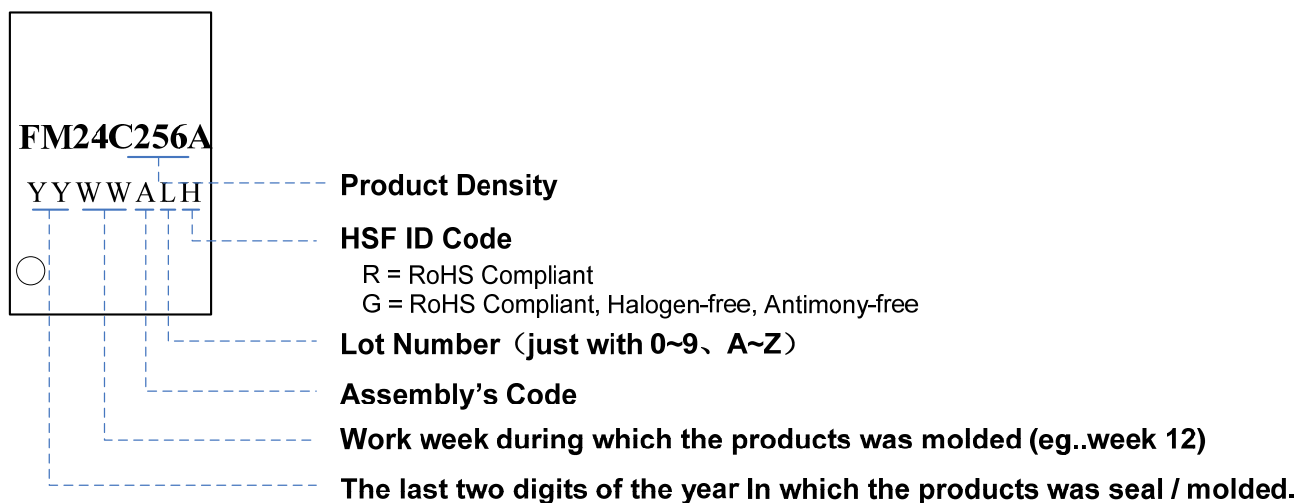 FM24C256A
YYWWALH
Product Density
HSF ID Code
R = RoHS Compliant
G = RoHS Compliant, Halogen-free, Antimony-free
Lot Number（just with 0~9、A~Z）
Assembly’s Code
Work week during which the products was molded (eg..week 12)
The last two digits of the year In which the products was seal / molded.